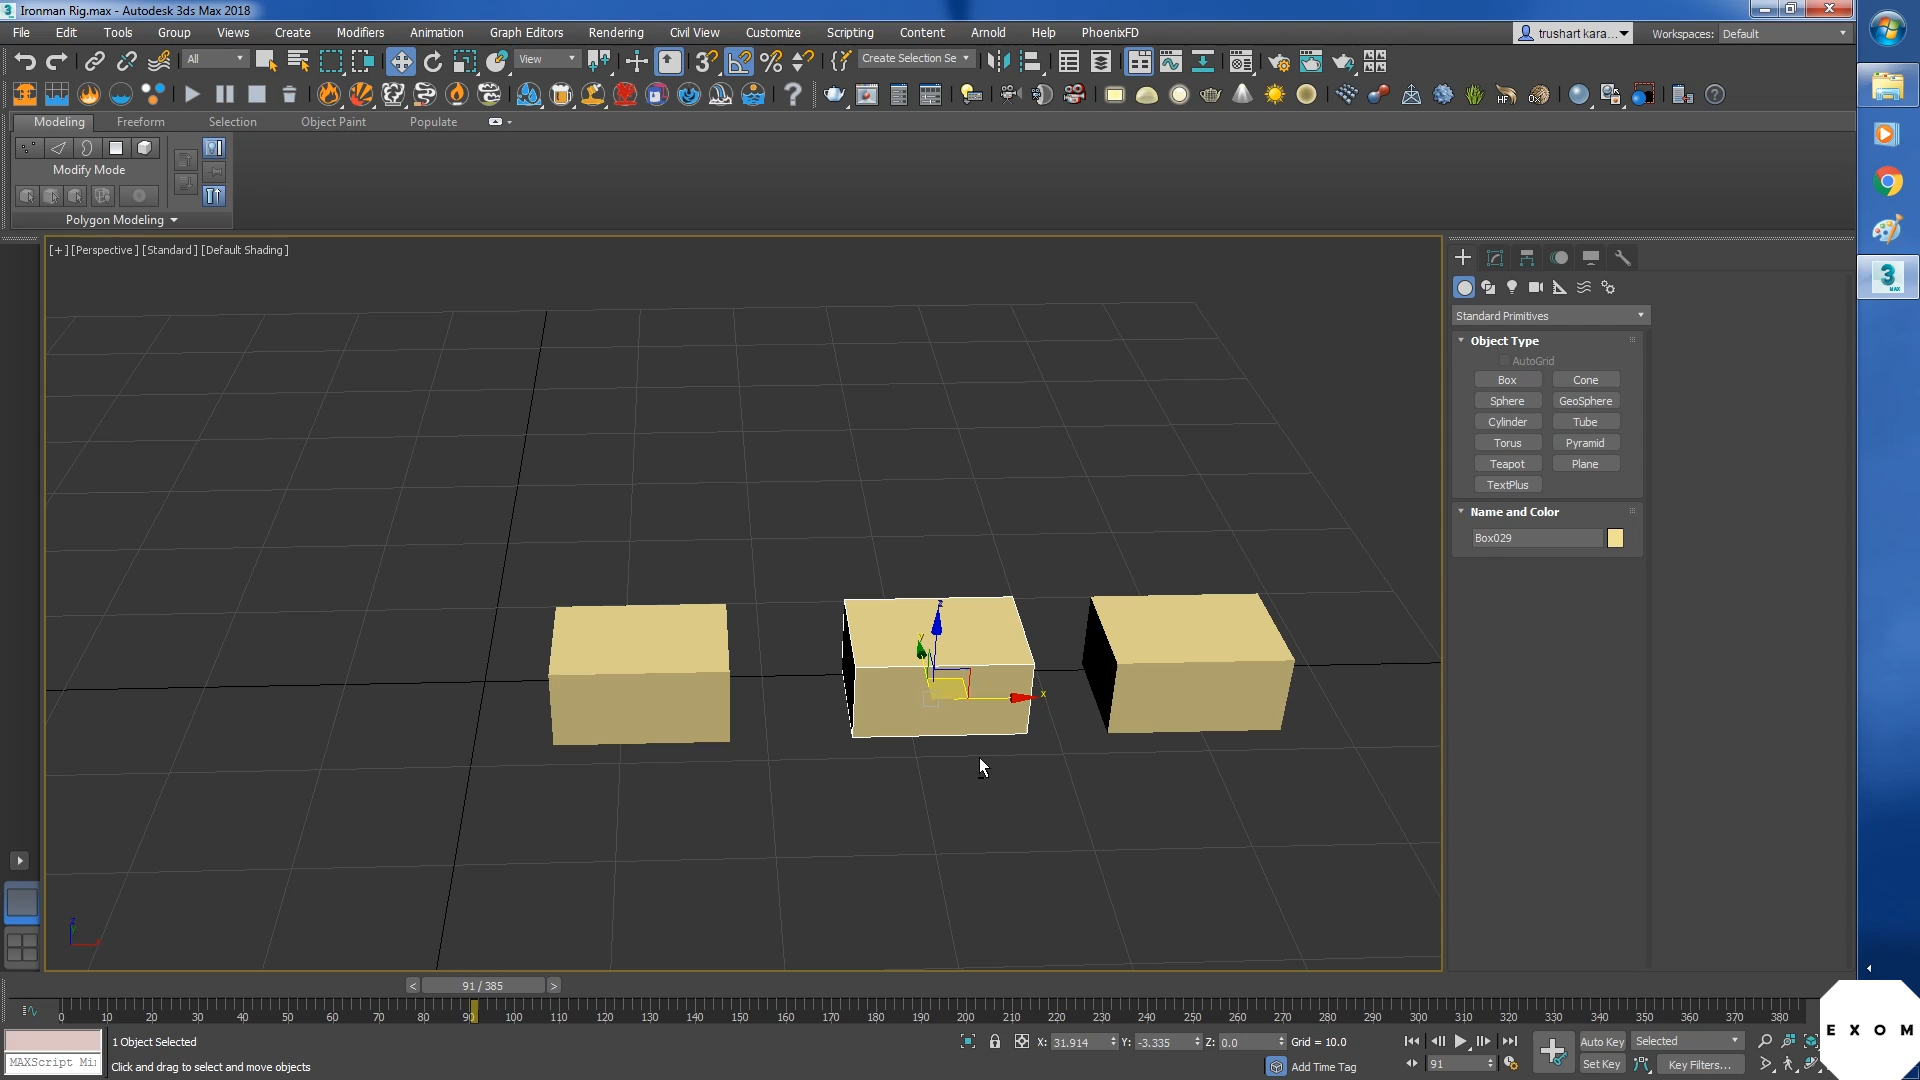 Ironman Rig.max - Autodesk 3ds Max 2018
File Edit Tools Group Views Create Modifiers Animation Graph Editors Rendering Civil View Customize Scripting Content Arnold Help PhoenixFD trushart kara... Workspaces: Default
All View Create Selection Se
Modeling Freeform Selection Object Paint Populate
Modify Mode
Polygon Modeling
[+] [Perspective] [Standard] [Default Shading]
Standard Primitives
Object Type
AutoGrid
Box Cone
Sphere GeoSphere
Cylinder Tube
Torus Pyramid
Teapot Plane
TextPlus
Name and Color
Box029
z
y
x
z
< 91 / 385 >
0 10 20 30 40 50 60 70 80 90 100 110 120 130 140 150 160 170 180 190 200 210 220 230 240 250 260 270 280 290 300 310 320 330 340 350 360 370 380
1 Object Selected X: 31.914 Y: -3.335 Z: 0.0 Grid = 10.0 Auto Key Selected
MAXScript Mi Click and drag to select and move objects Add Time Tag 91 Set Key Key Filters...
EXOM
3
MAX